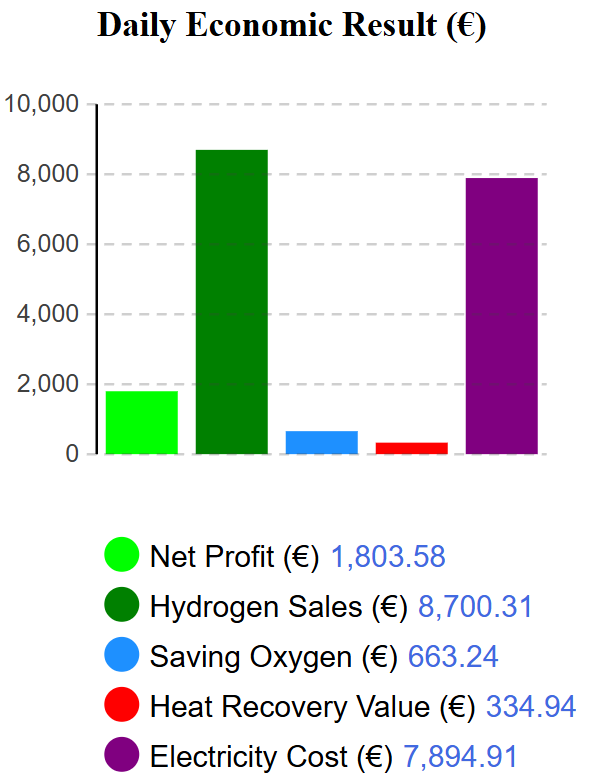 Daily Economic Result (€)
10,000
8,000
6,000
4,000
2,000
0
Net Profit (€) 1,803.58
Hydrogen Sales (€) 8,700.31
Saving Oxygen (€) 663.24
Heat Recovery Value (€) 334.94
Electricity Cost (€) 7,894.91